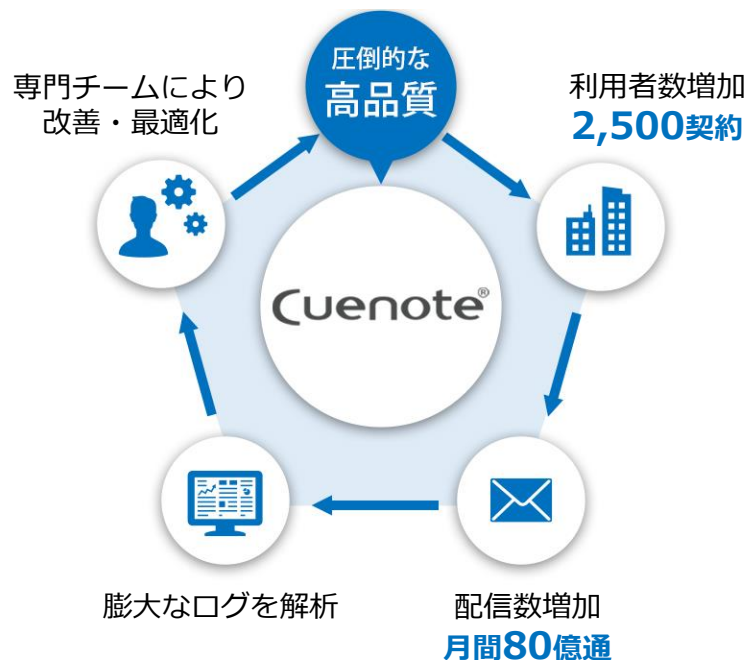 圧倒的な
高品質
利用者数増加
2,500契約
配信数増加
月間80億通
膨大なログを解析
専門チームにより
改善・最適化
Cuenote®